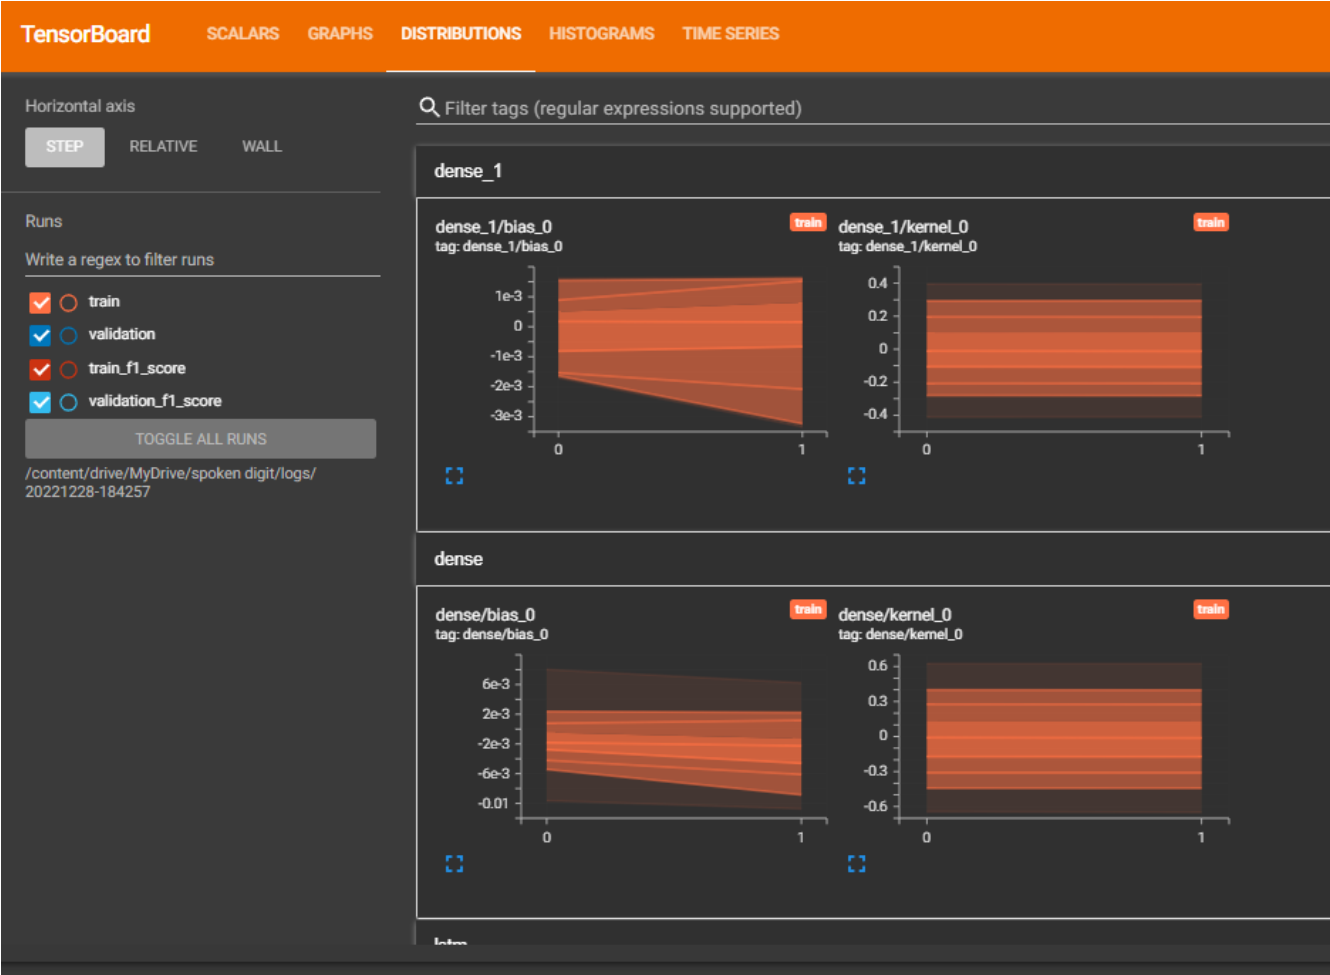 TensorBoard SCALARS GRAPHS DISTRIBUTIONS HISTOGRAMS TIME SERIES
Horizontal axis
STEP RELATIVE WALL
Runs
Write a regex to filter runs
train
validation
train_f1_score
validation_f1_score
TOGGLE ALL RUNS
/content/drive/MyDrive/spoken digit/logs/
20221228-184257
Filter tags (regular expressions supported)
dense_1
dense_1/bias_0 train
tag: dense_1/bias_0
1e-3
0
-1e-3
-2e-3
-3e-3
0 1
dense_1/kernel_0 train
tag: dense_1/kernel_0
0.4
0.2
0
-0.2
-0.4
0 1
dense
dense/bias_0 train
tag: dense/bias_0
6e-3
2e-3
-2e-3
-6e-3
-0.01
0 1
dense/kernel_0 train
tag: dense/kernel_0
0.6
0.3
0
-0.3
-0.6
0 1
lstm